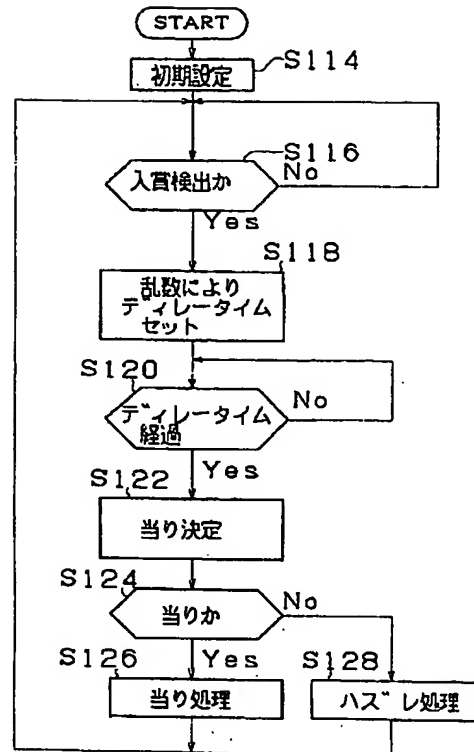 START
S114
初期設定
S116
入賞検出か
No
Yes
S118
乱数により
ディレータイム
セット
S120
ディレータイム
経過
No
Yes
S122
当り決定
S124
当りか
No
Yes
S126
当り処理
S128
ハズレ処理